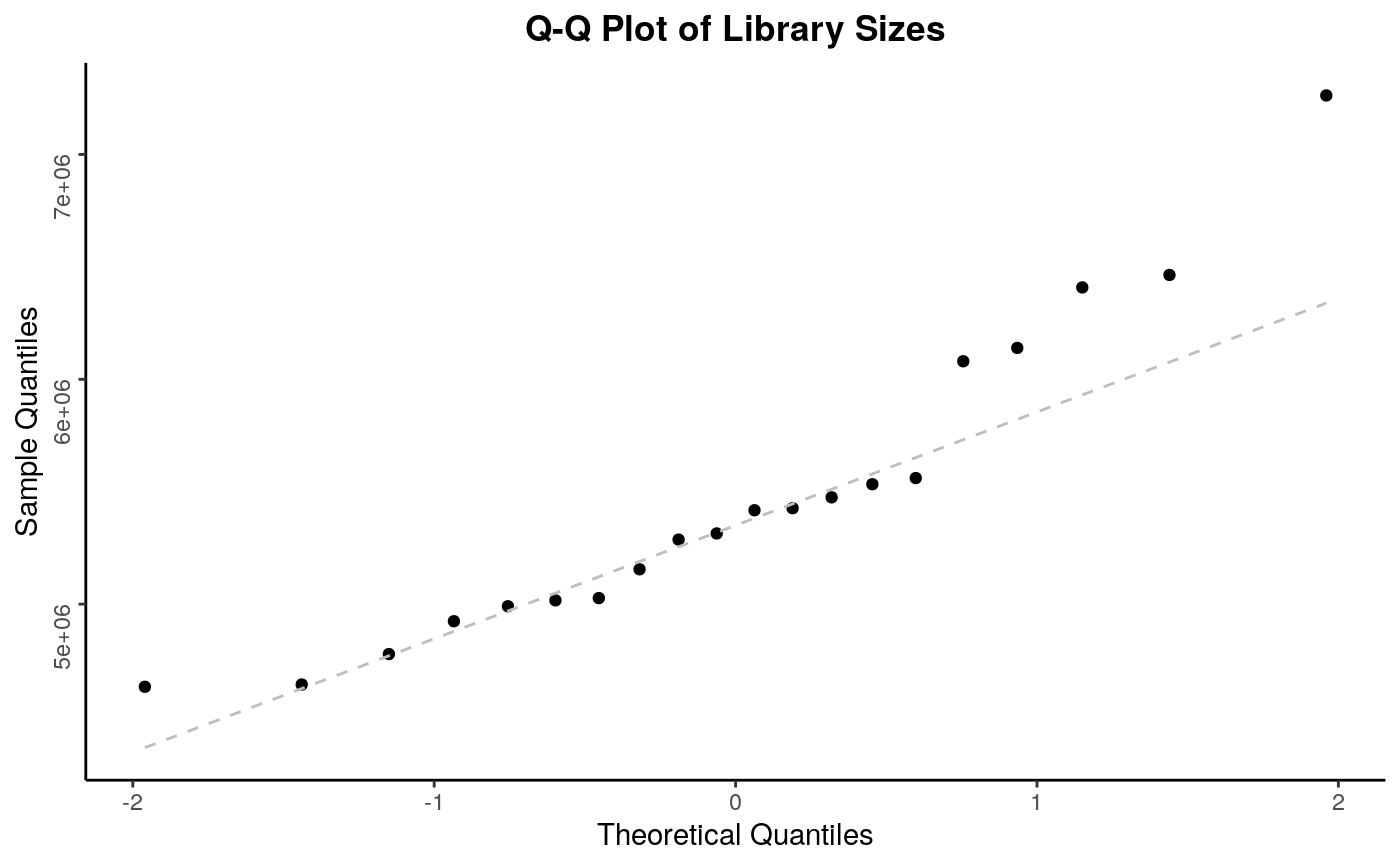 Q-Q Plot of Library Sizes
Sample Quantiles
7e+06
6e+06
5e+06
-2 -1 0 1 2
Theoretical Quantiles